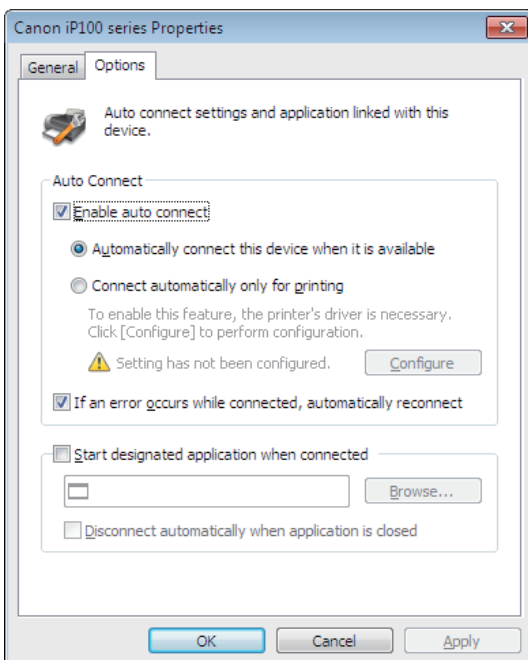 Canon iP100 series Properties
General
Options
Auto connect settings and application linked with this
device.
Auto Connect
Enable auto connect
Automatically connect this device when it is available
Connect automatically only for printing
To enable this feature, the printer's driver is necessary.
Click [Configure] to perform configuration.
Setting has not been configured.
Configure
If an error occurs while connected, automatically reconnect
Start designated application when connected
Browse...
Disconnect automatically when application is closed
OK
Cancel
Apply